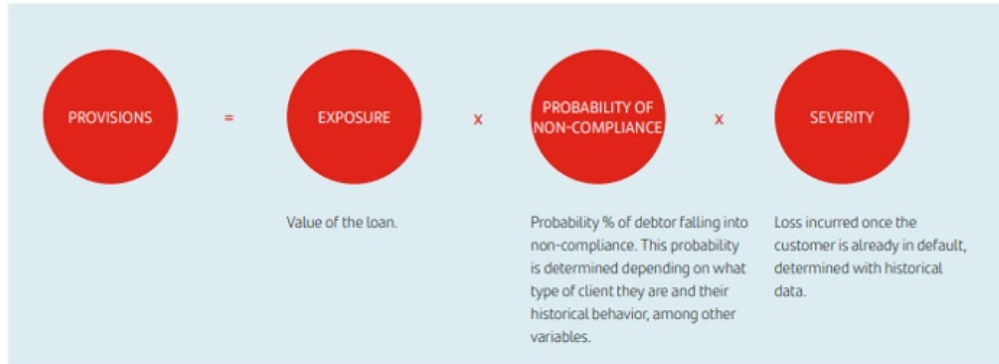 PROVISIONS
=
EXPOSURE
x
PROBABILITY OF
NON-COMPLIANCE
x
SEVERITY
Value of the loan.
Probability % of debtor falling into
non-compliance. This probability
is determined depending on what
type of client they are and their
historical behavior, among other
variables.
Loss incurred once the
customer is already in default,
determined with historical
data.